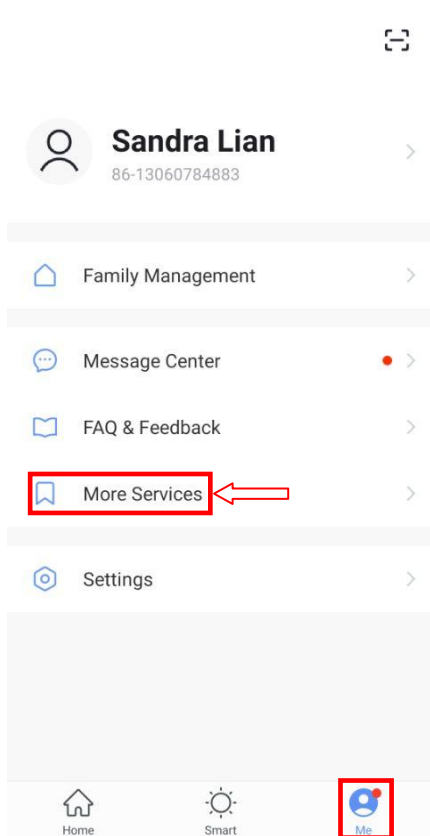 Sandra Lian
86-13060784883
Family Management
Message Center
FAQ & Feedback
More Services
Settings
Home
Smart
Me